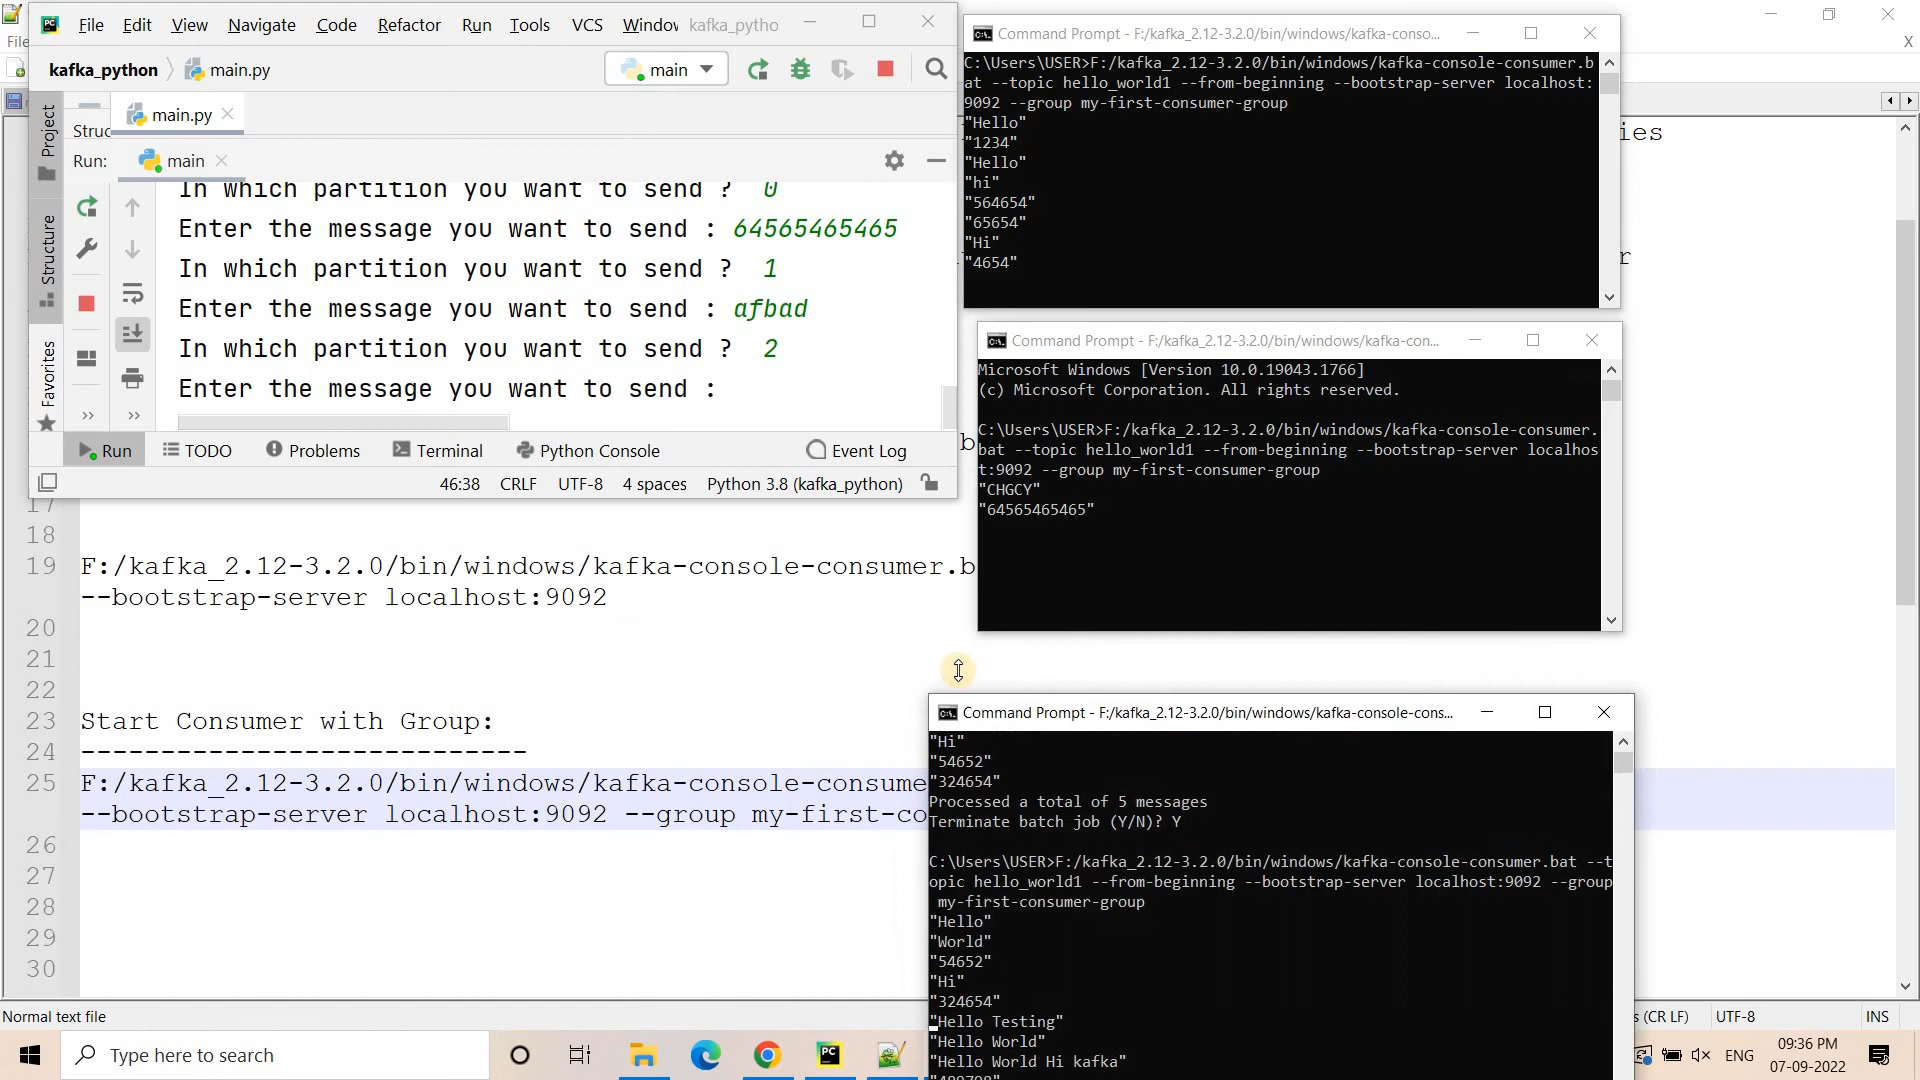 File Edit View Navigate Code Refactor Run Tools VCS Windov kafka_pytho
kafka_python main.py main
main.py
Project
Struc
Run: main
Structure
Favorites
In which partition you want to send ? 0
Enter the message you want to send : 64565465465
In which partition you want to send ? 1
Enter the message you want to send : afbad
In which partition you want to send ? 2
Enter the message you want to send :
Run TODO Problems Terminal Python Console Event Log
46:38 CRLF UTF-8 4 spaces Python 3.8 (kafka_python)
Command Prompt - F:/kafka_2.12-3.2.0/bin/windows/kafka-conso...
C:\Users\USER>F:/kafka_2.12-3.2.0/bin/windows/kafka-console-consumer.b
at --topic hello_world1 --from-beginning --bootstrap-server localhost:
9092 --group my-first-consumer-group
"Hello"
"1234"
"Hello"
"hi"
"564654"
"65654"
"Hi"
"4654"
Command Prompt - F:/kafka_2.12-3.2.0/bin/windows/kafka-con...
Microsoft Windows [Version 10.0.19043.1766]
(c) Microsoft Corporation. All rights reserved.
C:\Users\USER>F:/kafka_2.12-3.2.0/bin/windows/kafka-console-consumer.
bat --topic hello_world1 --from-beginning --bootstrap-server localhos
t:9092 --group my-first-consumer-group
"CHGCY"
"64565465465"
Command Prompt - F:/kafka_2.12-3.2.0/bin/windows/kafka-console-cons...
"Hi"
"54652"
"324654"
Processed a total of 5 messages
Terminate batch job (Y/N)? Y
C:\Users\USER>F:/kafka_2.12-3.2.0/bin/windows/kafka-console-consumer.bat --t
opic hello_world1 --from-beginning --bootstrap-server localhost:9092 --group
my-first-consumer-group
"Hello"
"World"
"54652"
"Hi"
"324654"
"Hello Testing"
"Hello World"
"Hello World Hi kafka"
File
ies
r
b
17
18
19 F:/kafka_2.12-3.2.0/bin/windows/kafka-console-consumer.b
--bootstrap-server localhost:9092
20
21
22
23 Start Consumer with Group:
24 ----------------------------
25 F:/kafka_2.12-3.2.0/bin/windows/kafka-console-consume
--bootstrap-server localhost:9092 --group my-first-co
26
27
28
29
30
Normal text file s (CR LF) UTF-8 INS
Type here to search
ENG
09:36 PM
07-09-2022